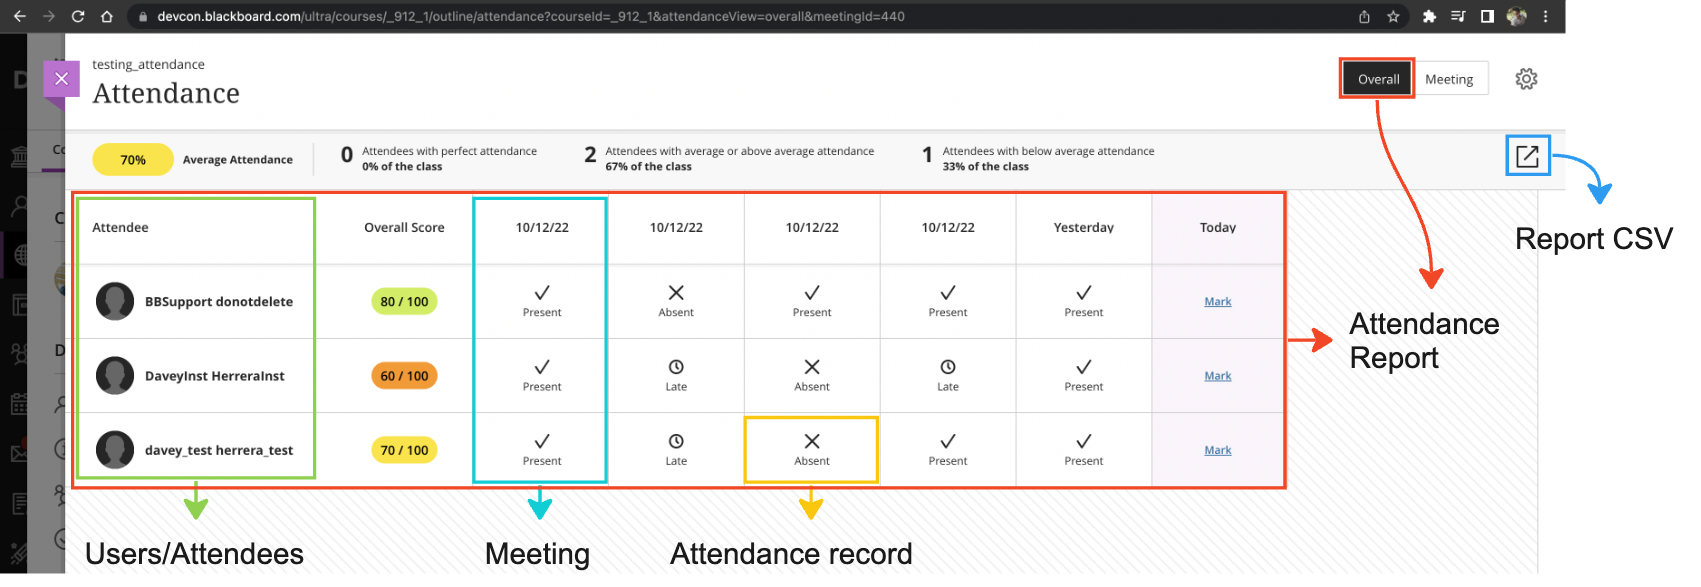 devcon.blackboard.com/ultra/courses/_912_1/outline/attendance?courseId=_912_1&attendanceView=overall&meetingId=440
testing_attendance
Attendance
Overall
Meeting
70% Average Attendance
0 Attendees with perfect attendance
0% of the class
2 Attendees with average or above average attendance
67% of the class
1 Attendees with below average attendance
33% of the class
Report CSV
Attendee Overall Score 10/12/22 10/12/22 10/12/22 10/12/22 Yesterday Today
BBSupport donotdelete 80 / 100 Present Absent Present Present Present Mark
DaveyInst HerreraInst 60 / 100 Present Late Absent Late Present Mark
davey_test herrera_test 70 / 100 Present Late Absent Present Present Mark
Attendance
Report
Users/Attendees
Meeting
Attendance record